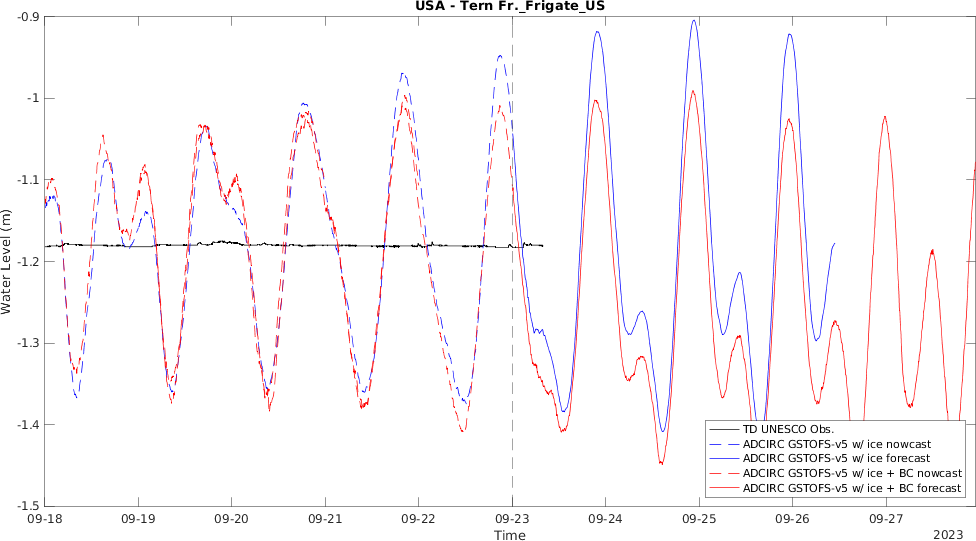 USA - Tern Fr._Frigate_US
-0.9
-1
-1.1
-1.2
-1.3
-1.4
-1.5
Water Level (m)
TD UNESCO Obs.
ADCIRC GSTOFS-v5 w/ ice nowcast
ADCIRC GSTOFS-v5 w/ ice forecast
ADCIRC GSTOFS-v5 w/ ice + BC nowcast
ADCIRC GSTOFS-v5 w/ ice + BC forecast
09-18 09-19 09-20 09-21 09-22 09-23 09-24 09-25 09-26 09-27
Time
2023